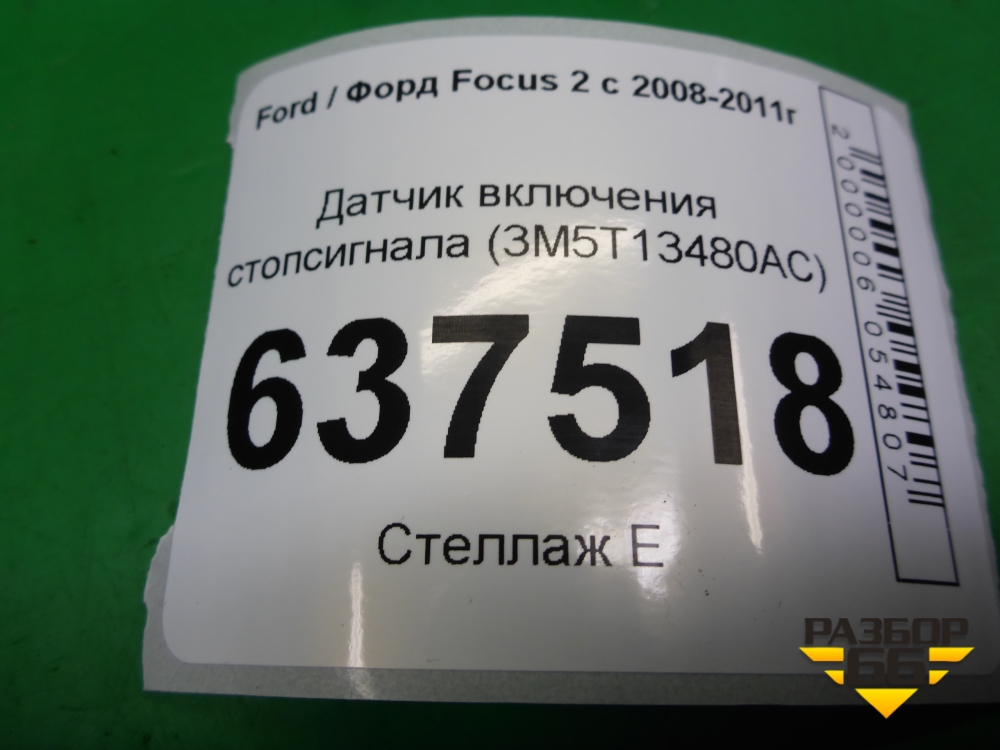 Ford / Форд Focus 2 с 2008-2011г
Датчик включения
стопсигнала (3M5T13480AC)
637518
Стеллаж Е
2000006054807
РАЗБОР
66